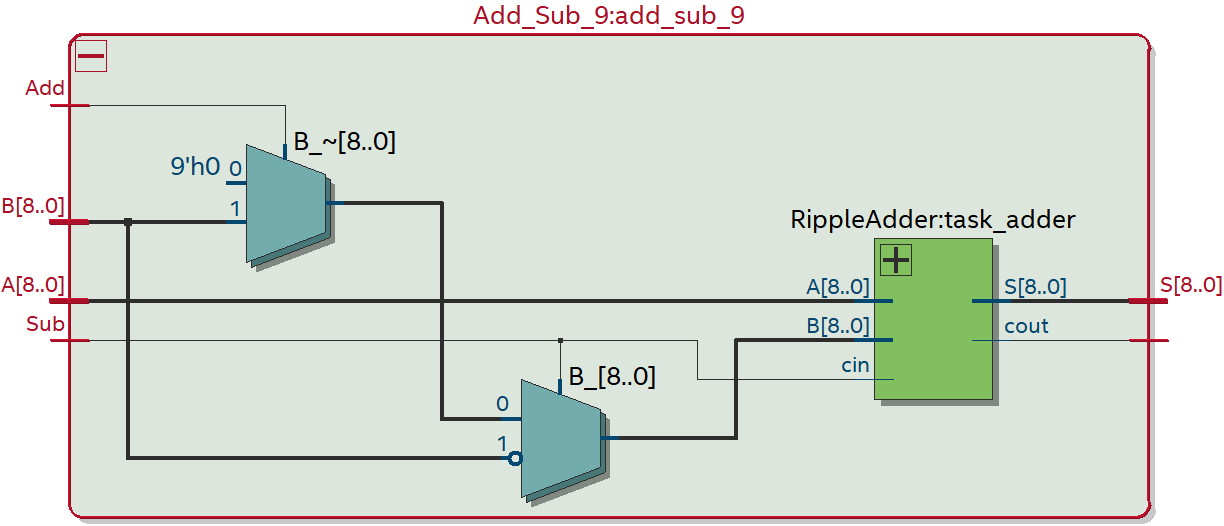 Add_Sub_9:add_sub_9
Add
B_~[8..0]
9'h0
0
1
B[8..0]
RippleAdder:task_adder
A[8..0]
A[8..0]
S[8..0]
S[8..0]
Sub
B[8..0]
cout
cin
B_[8..0]
0
1